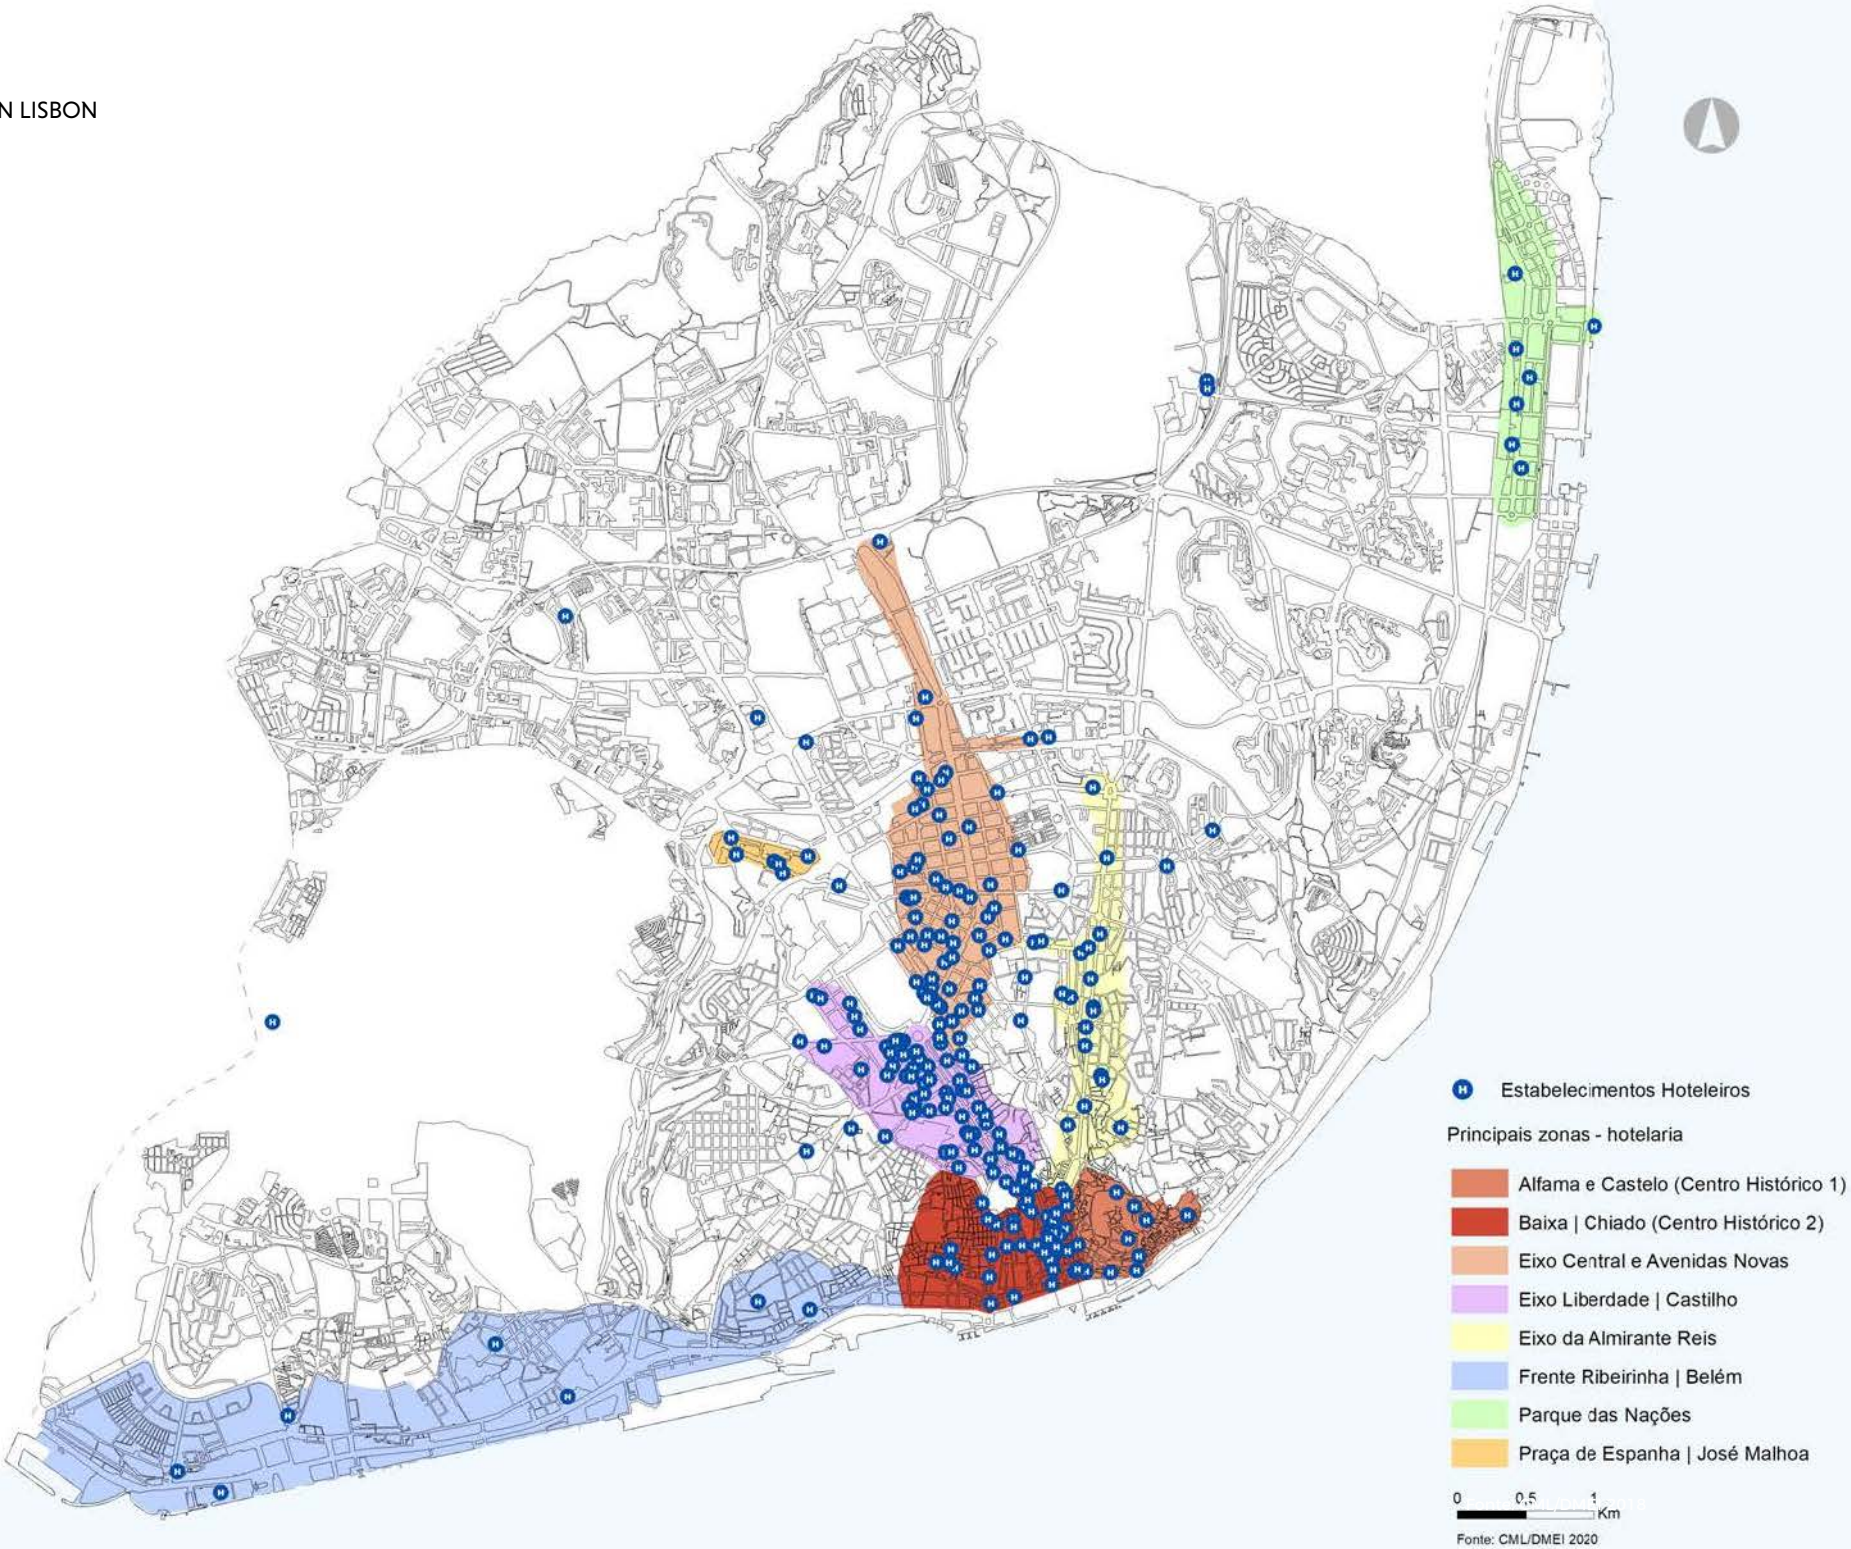 N LISBON
H Estabelecimentos Hoteleiros
Principais zonas - hotelaria
Alfama e Castelo (Centro Histórico 1)
Baixa | Chiado (Centro Histórico 2)
Eixo Central e Avenidas Novas
Eixo Liberdade | Castilho
Eixo da Almirante Reis
Frente Ribeirinha | Belém
Parque das Nações
Praça de Espanha | José Malhoa
0 0,5 1
Km
Fonte: CML/DMEI 2020